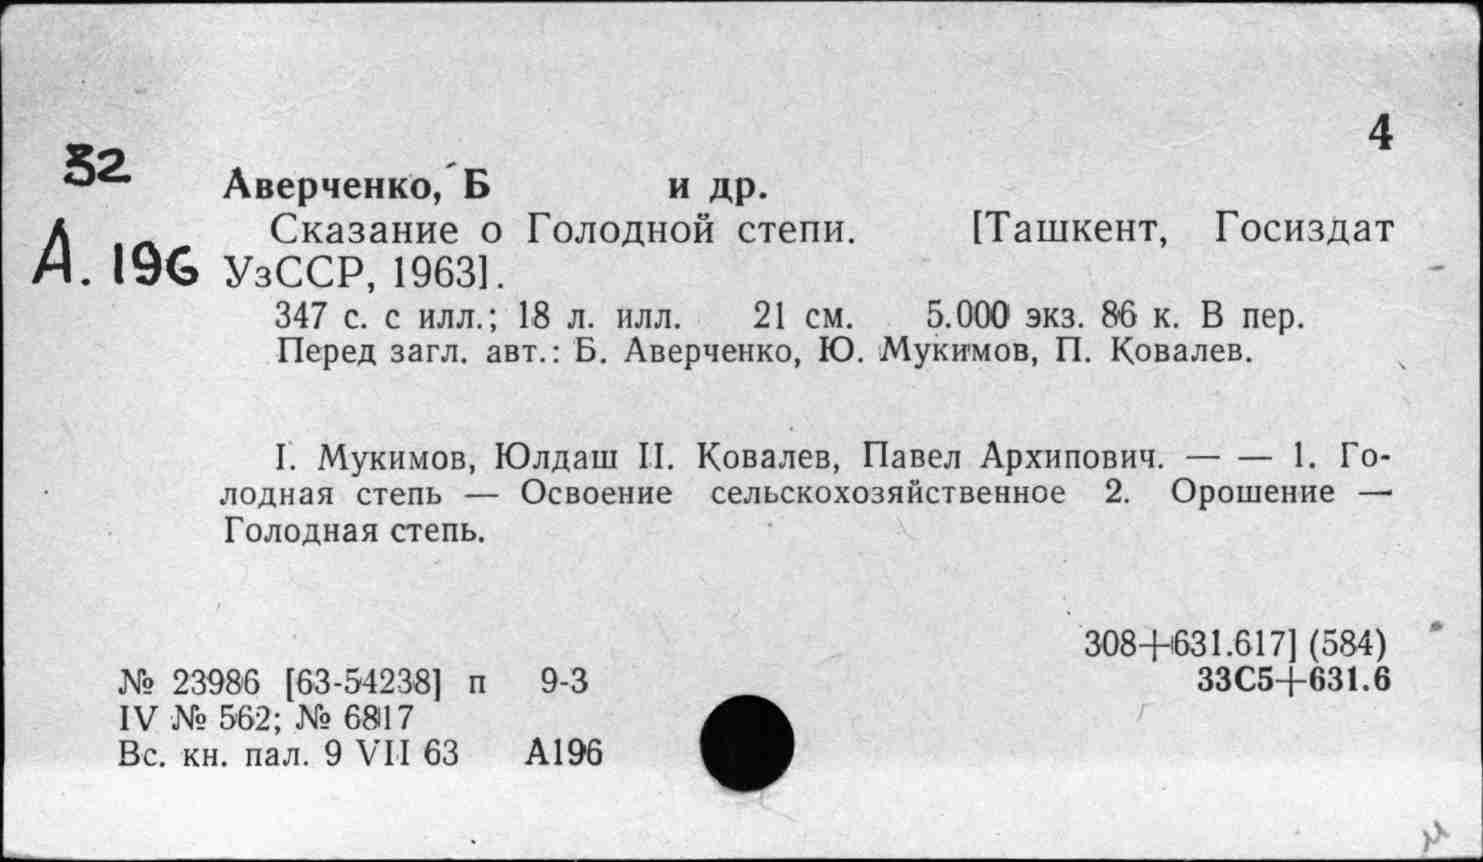 4
32
Аверченко, Б и др.
А. 196
Сказание о Голодной степи. [Ташкент, Госиздат
УзССР, 1963].
347 с. с илл.; 18 л. илл. 21 см. 5.000 экз. 86 к. В пер.
Перед загл. авт.: Б. Аверченко, Ю. Мукимов, П. Ковалев.
I. Мукимов, Юлдаш II. Ковалев, Павел Архипович. — — 1. Го-
лодная степь — Освоение сельскохозяйственное 2. Орошение —
Голодная степь.
308+631.617] (584)
№ 23986 [63-54238] п 9-3 33С5+631.6
IV № 562; № 6817
Вс. кн. пал. 9 VII 63 А196
и